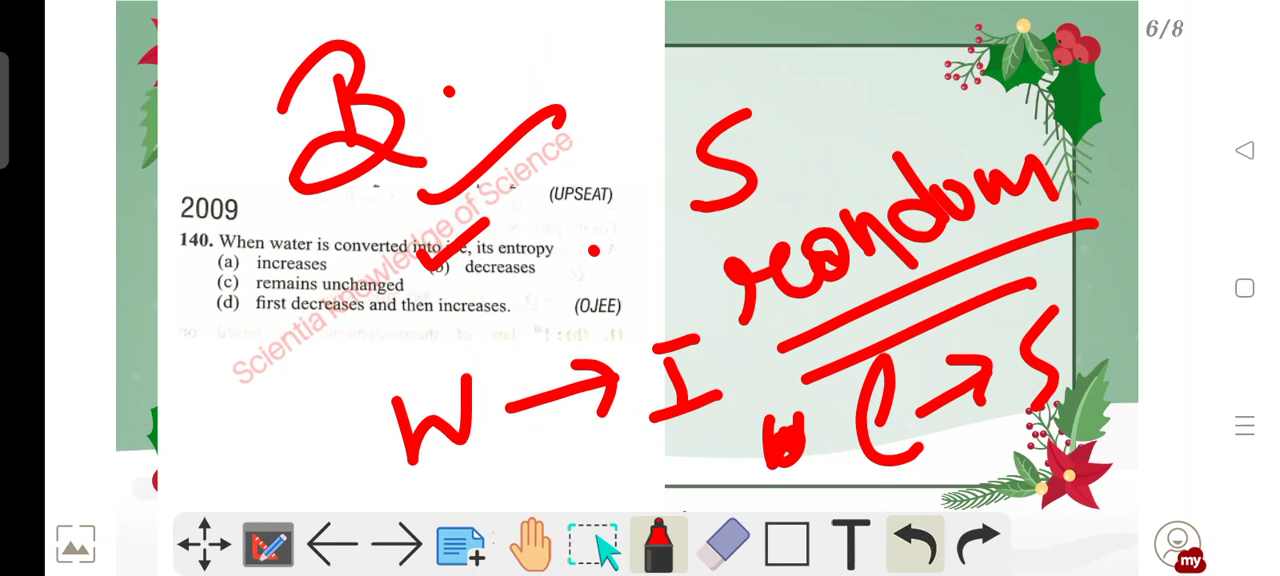 6/8
B.
(UPSEAT)
2009
140. When water is converted into ice, its entropy
(a) increases (b) decreases
(c) remains unchanged
(d) first decreases and then increases. (OJEE)
Scientia knowledge of Science
S
random
W → I
L → S
T
my